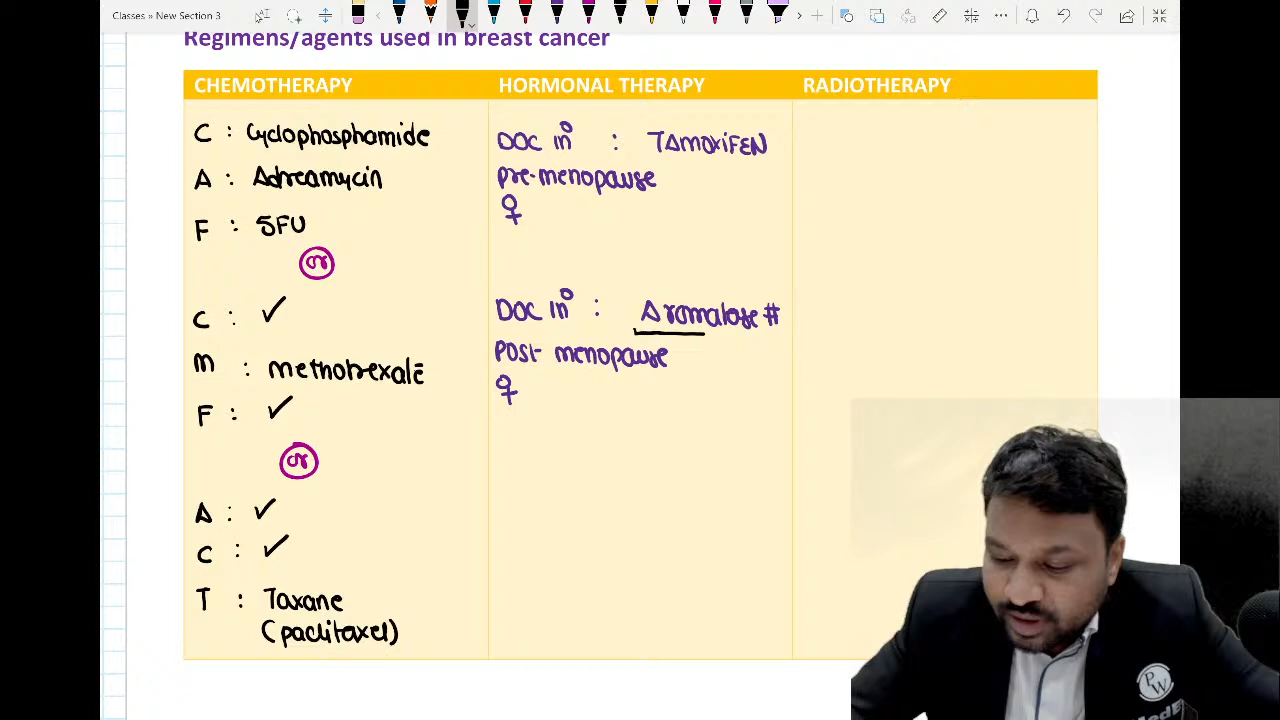 Classes » New Section 3
Regimens/agents used in breast cancer
CHEMOTHERAPY
C : Cyclophosphamide
A : Adreamycin
F : 5FU
or
C : ✓
M : methotrexate
F : ✓
or
A : ✓
C : ✓
T : Taxane
(paclitaxel)
HORMONAL THERAPY
DOC in : TAmoxiFEN
pre-menopause
♀
DOC in : Aromatase #
Post-menopause
♀
RADIOTHERAPY
PW